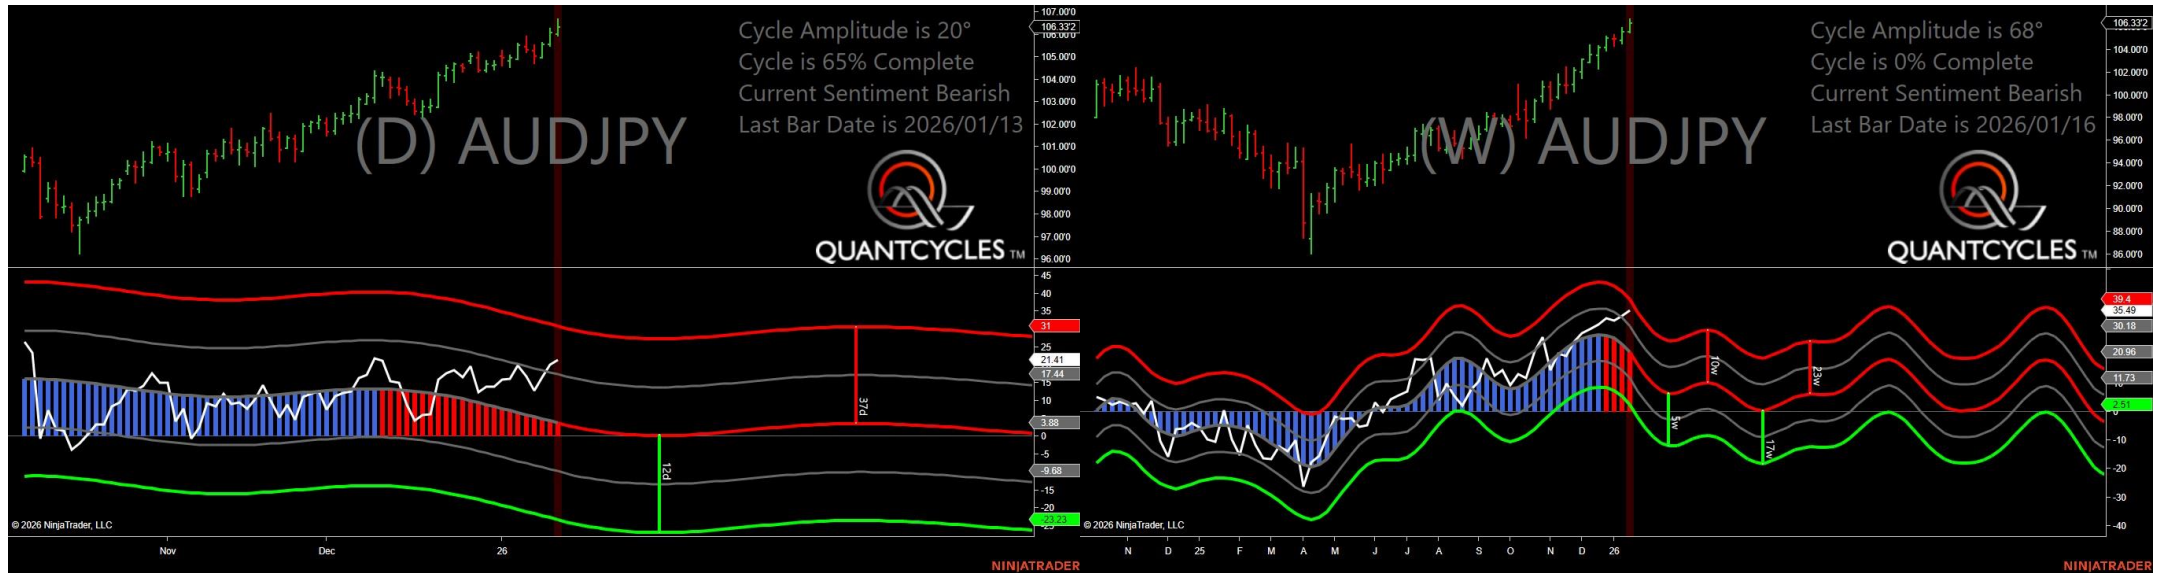 Cycle Amplitude is 20°
Cycle is 65% Complete
Current Sentiment Bearish
Last Bar Date is 2026/01/13
(D) AUDJPY
QUANTCYCLES TM
107.00'0
106.33'2
106.00'0
105.00'0
104.00'0
103.00'0
102.00'0
101.00'0
100.00'0
99.00'0
98.00'0
97.00'0
96.00'0
45
40
35
31
25
21.41
17.44
15
10
3.88
0
-5
-9.68
-15
-20
-23.23
37d
12d
© 2026 NinjaTrader, LLC
Nov
Dec
26
NINJATRADER
Cycle Amplitude is 68°
Cycle is 0% Complete
Current Sentiment Bearish
Last Bar Date is 2026/01/16
(W) AUDJPY
QUANTCYCLES TM
106.33'2
104.00'0
102.00'0
100.00'0
98.00'0
96.00'0
94.00'0
92.00'0
90.00'0
88.00'0
86.00'0
39.4
35.49
30.18
20.96
11.73
2.51
-10
-20
-30
-40
10w
23w
5w
17w
© 2026 NinjaTrader, LLC
N
D
25
F
M
A
M
J
J
A
S
O
N
D
26
NINJATRADER